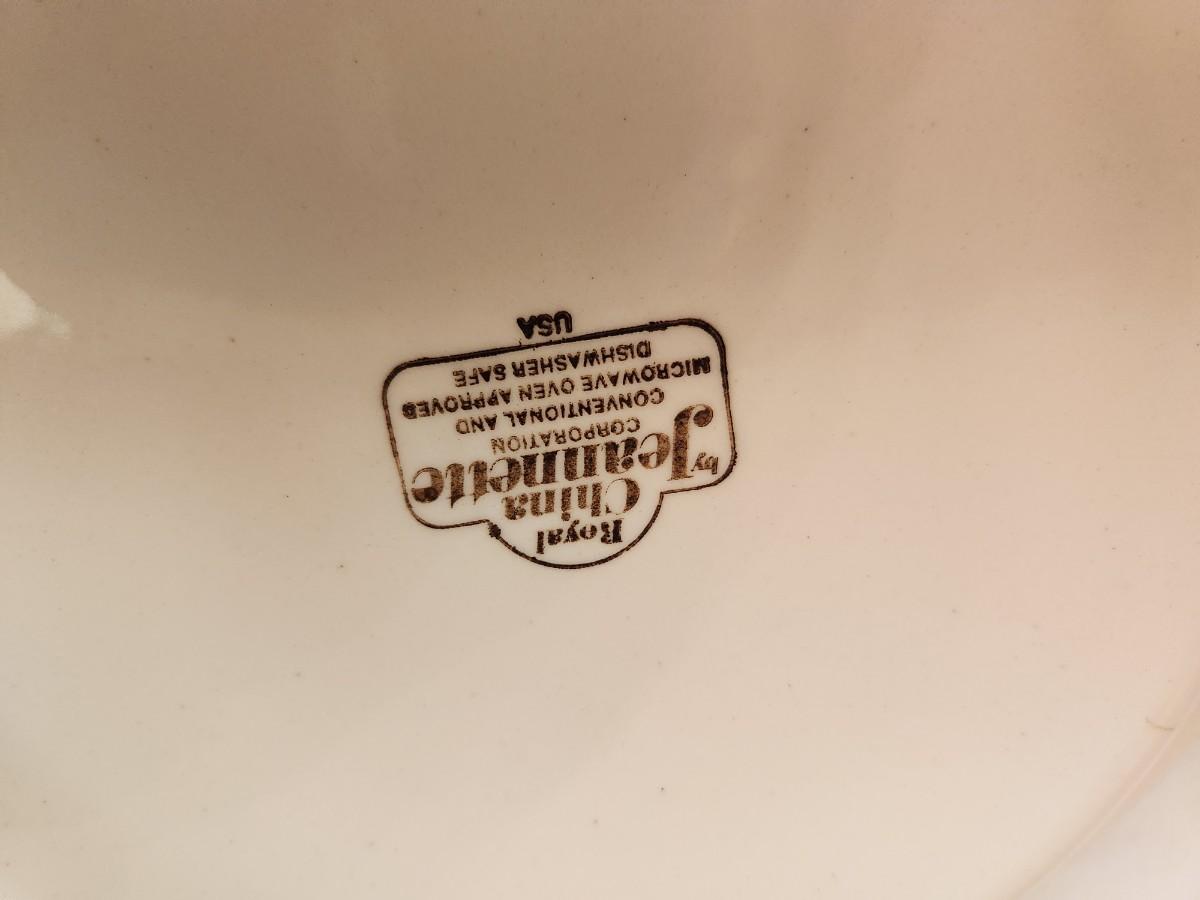 Royal
China
by Jeannette
CORPORATION
CONVENTIONAL AND
MICROWAVE OVEN APPROVED
DISHWASHER SAFE
USA